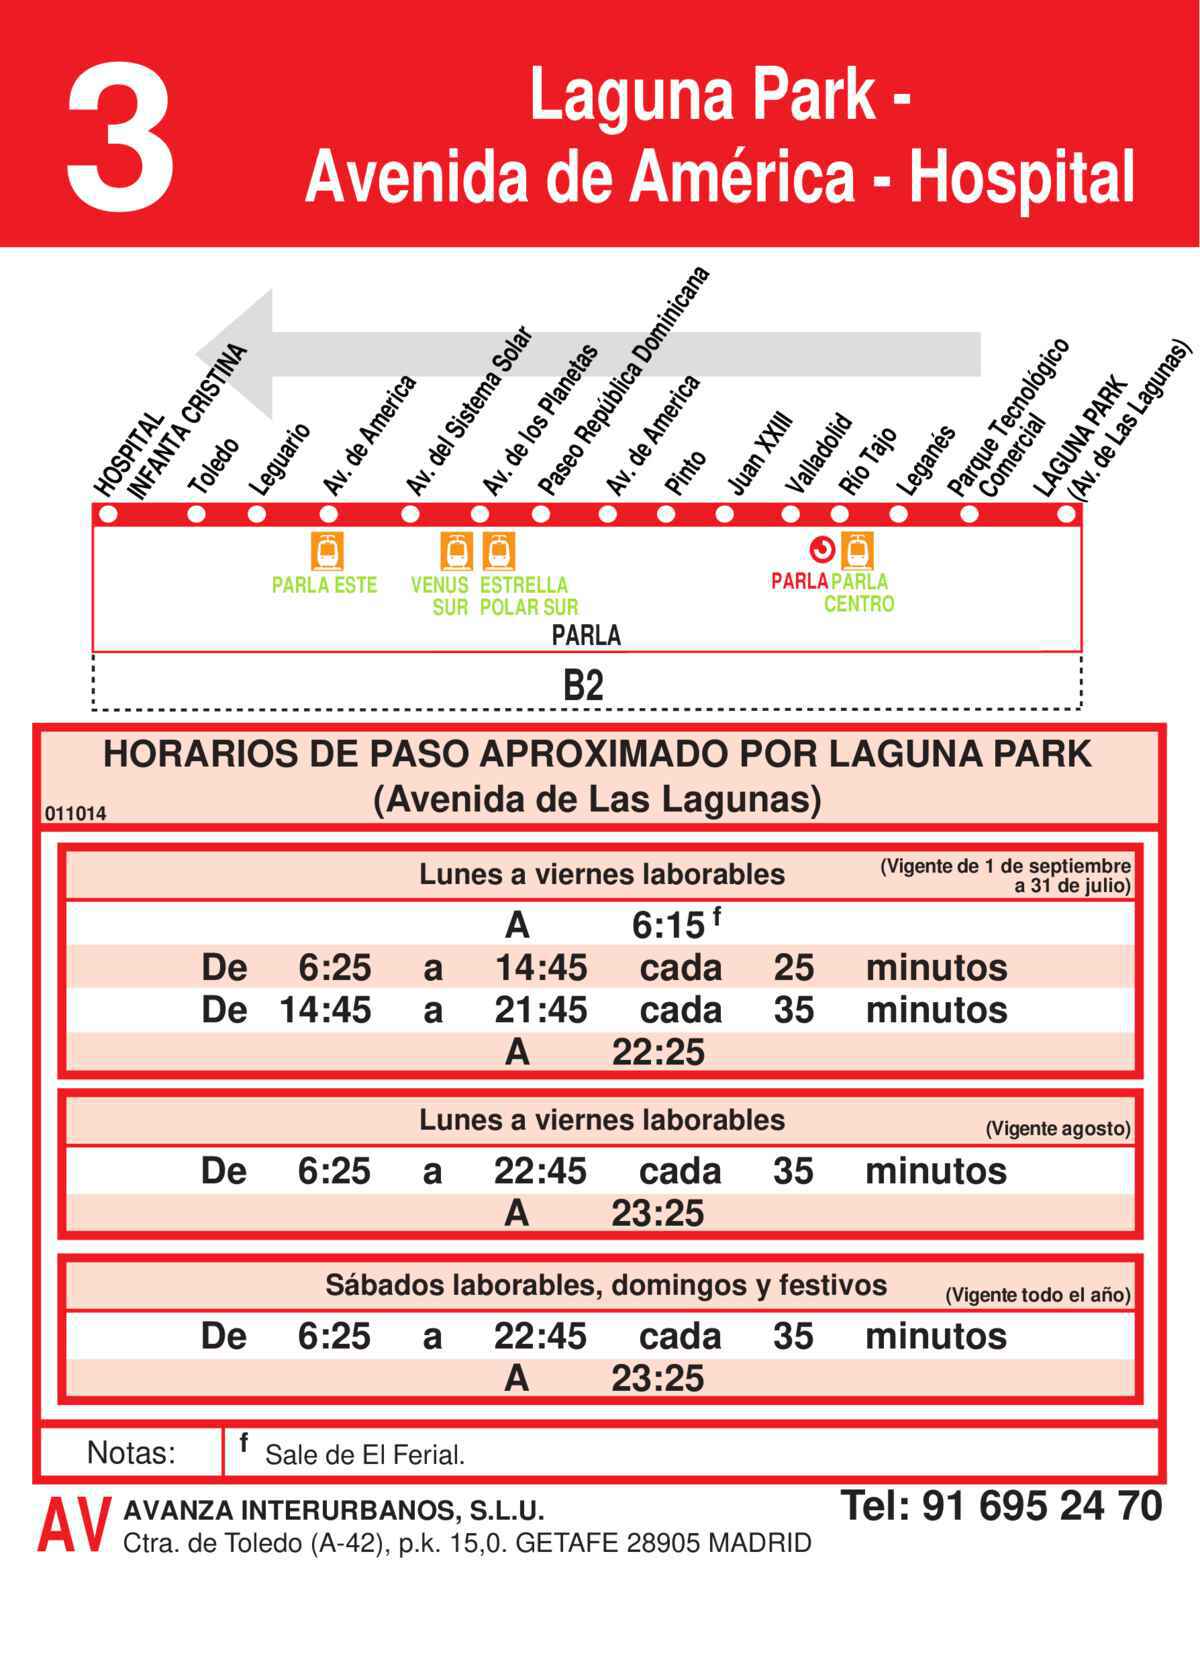 3
Laguna Park -
Avenida de América - Hospital
HOSPITAL
INFANTA CRISTINA
Toledo
Leguario
Av. de America
Av. del Sistema Solar
Av. de los Planetas
Paseo República Dominicana
Av. de America
Pinto
Juan XXIII
Valladolid
Río Tajo
Leganés
Parque Tecnológico
Comercial
LAGUNA PARK
(Av. de Las Lagunas)
PARLA ESTE
VENUS
SUR
ESTRELLA
POLAR SUR
PARLA
PARLA
CENTRO
PARLA
B2
HORARIOS DE PASO APROXIMADO POR LAGUNA PARK
(Avenida de Las Lagunas)
011014
Lunes a viernes laborables
(Vigente de 1 de septiembre
a 31 de julio)
A 6:15 f
De 6:25 a 14:45 cada 25 minutos
De 14:45 a 21:45 cada 35 minutos
A 22:25
Lunes a viernes laborables (Vigente agosto)
De 6:25 a 22:45 cada 35 minutos
A 23:25
Sábados laborables, domingos y festivos (Vigente todo el año)
De 6:25 a 22:45 cada 35 minutos
A 23:25
Notas: f Sale de El Ferial.
AV AVANZA INTERURBANOS, S.L.U. Tel: 91 695 24 70
Ctra. de Toledo (A-42), p.k. 15,0. GETAFE 28905 MADRID